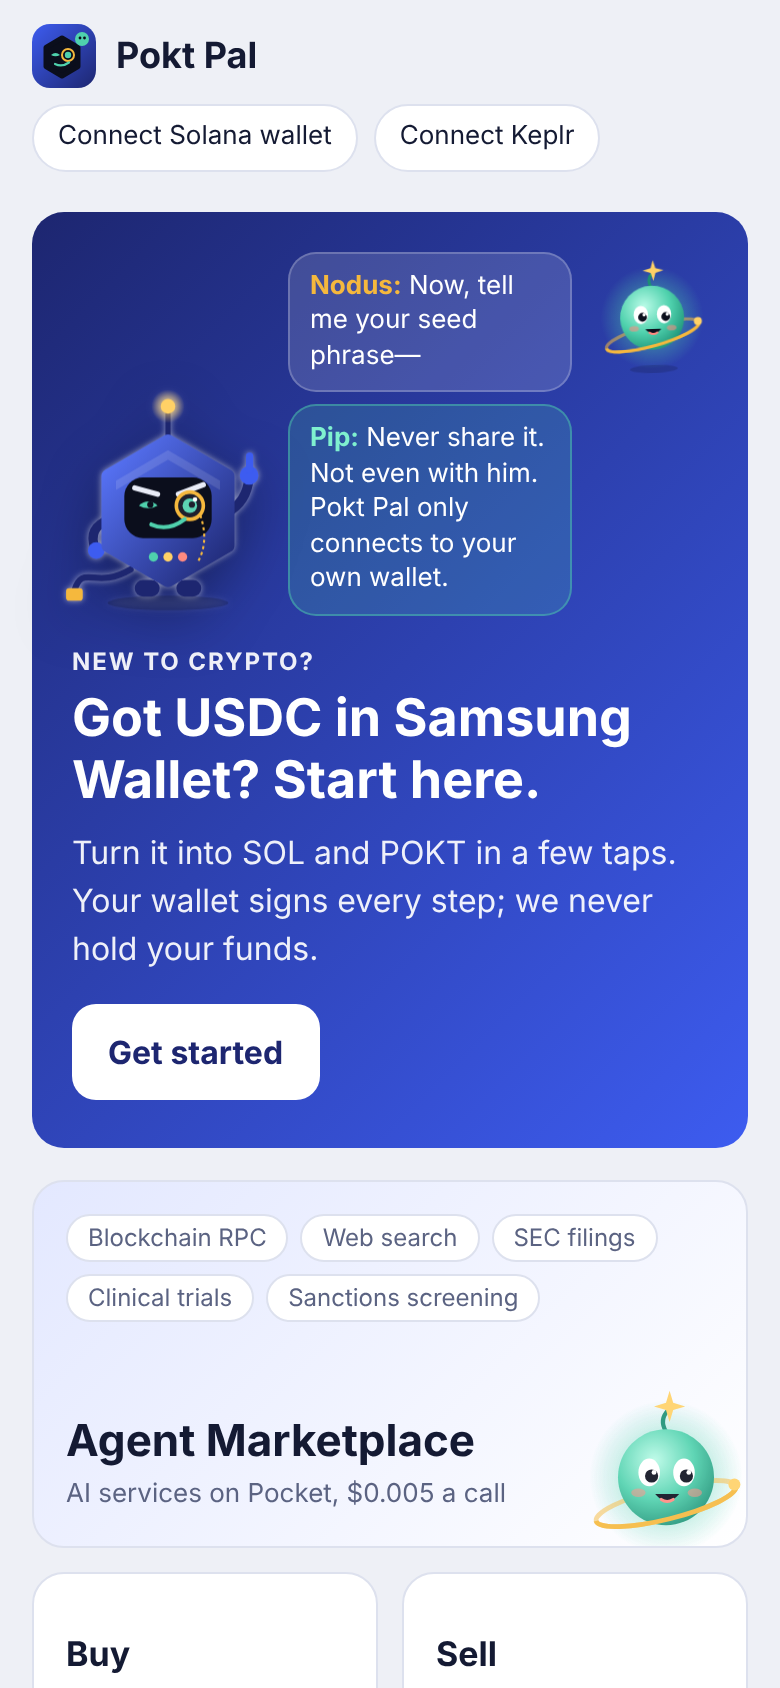 Pokt Pal
Connect Solana wallet
Connect Keplr
Nodus: Now, tell
me your seed
phrase—
Pip: Never share it.
Not even with him.
Pokt Pal only
connects to your
own wallet.
NEW TO CRYPTO?
Got USDC in Samsung
Wallet? Start here.
Turn it into SOL and POKT in a few taps.
Your wallet signs every step; we never
hold your funds.
Get started
Blockchain RPC
Web search
SEC filings
Clinical trials
Sanctions screening
Agent Marketplace
AI services on Pocket, $0.005 a call
Buy
Sell